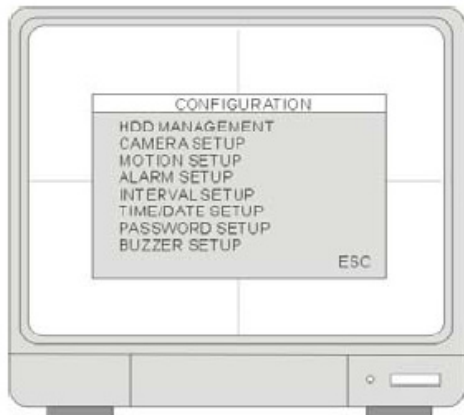 CONFIGURATION
HDD MANAGEMENT
CAMERA SETUP
MOTION SETUP
ALARM SETUP
INTERVAL SETUP
TIME/DATE SETUP
PASSWORD SETUP
BUZZER SETUP
ESC